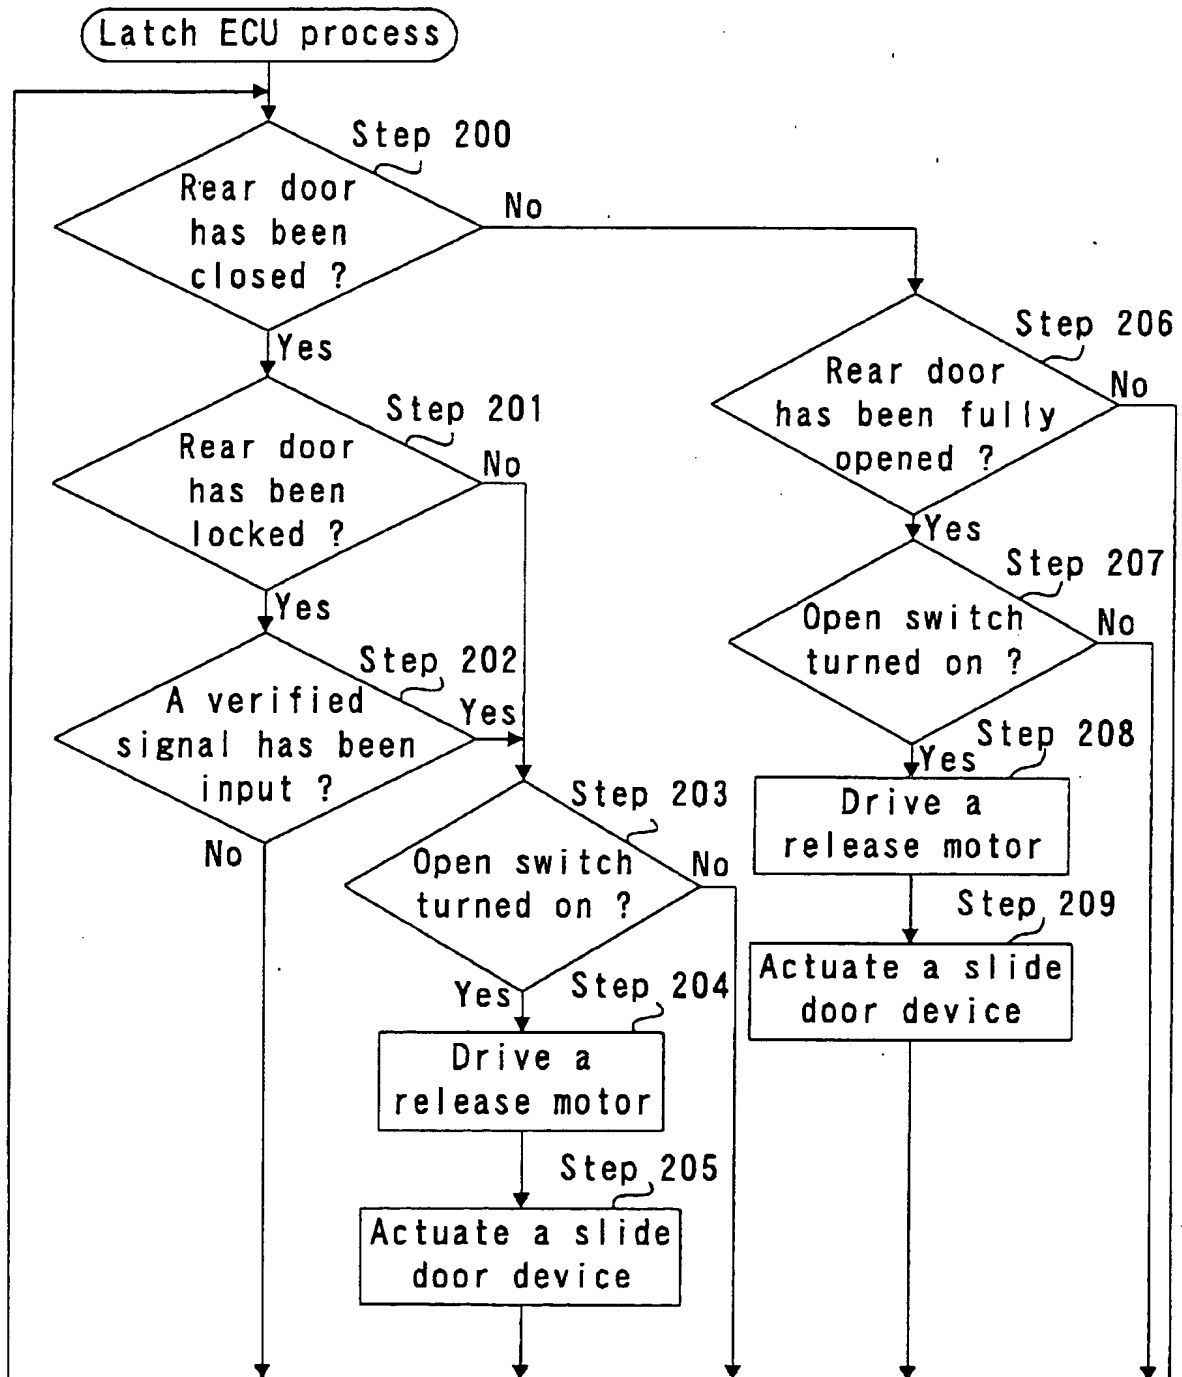 Latch ECU process
Step 200
Rear door
has been
closed ?
No
Yes
Step 201
Rear door
has been
locked ?
No
Yes
Step 202
A verified
signal has been
input ?
Yes
No
Step 203
Open switch
turned on ?
No
Yes
Step 204
Drive a
release motor
Step 205
Actuate a slide
door device
Step 206
Rear door
has been fully
opened ?
No
Yes
Step 207
Open switch
turned on ?
No
Yes
Step 208
Drive a
release motor
Step 209
Actuate a slide
door device